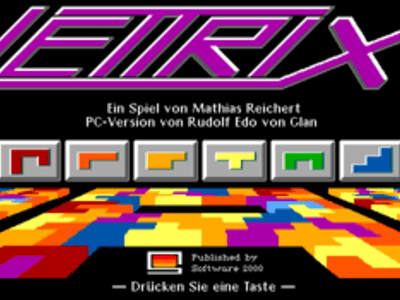 LETTRIX
Ein Spiel von Mathias Reichert
PC-Version von Rudolf Edo von Glan
Published by
Software 2000
— Drücken Sie eine Taste —